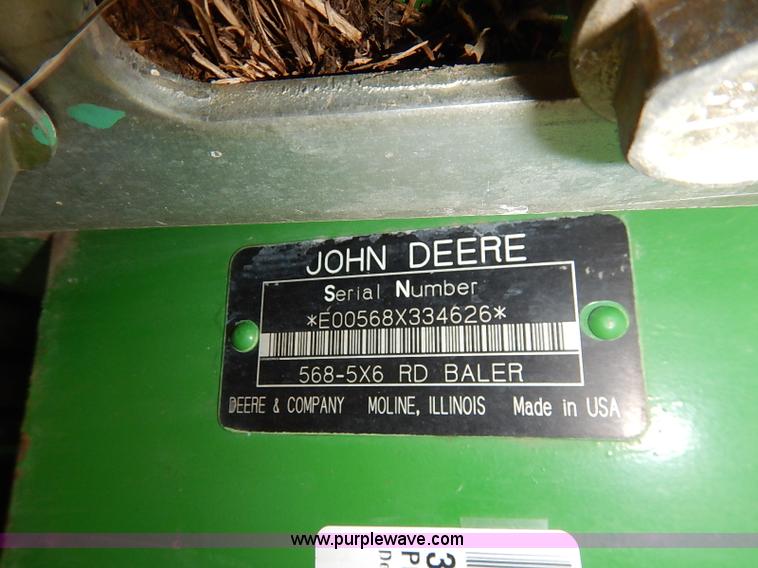 JOHN DEERE
Serial Number
*E00568X334626*
568-5X6 RD BALER
DEERE & COMPANY MOLINE, ILLINOIS Made in USA
www.purplewave.com
3